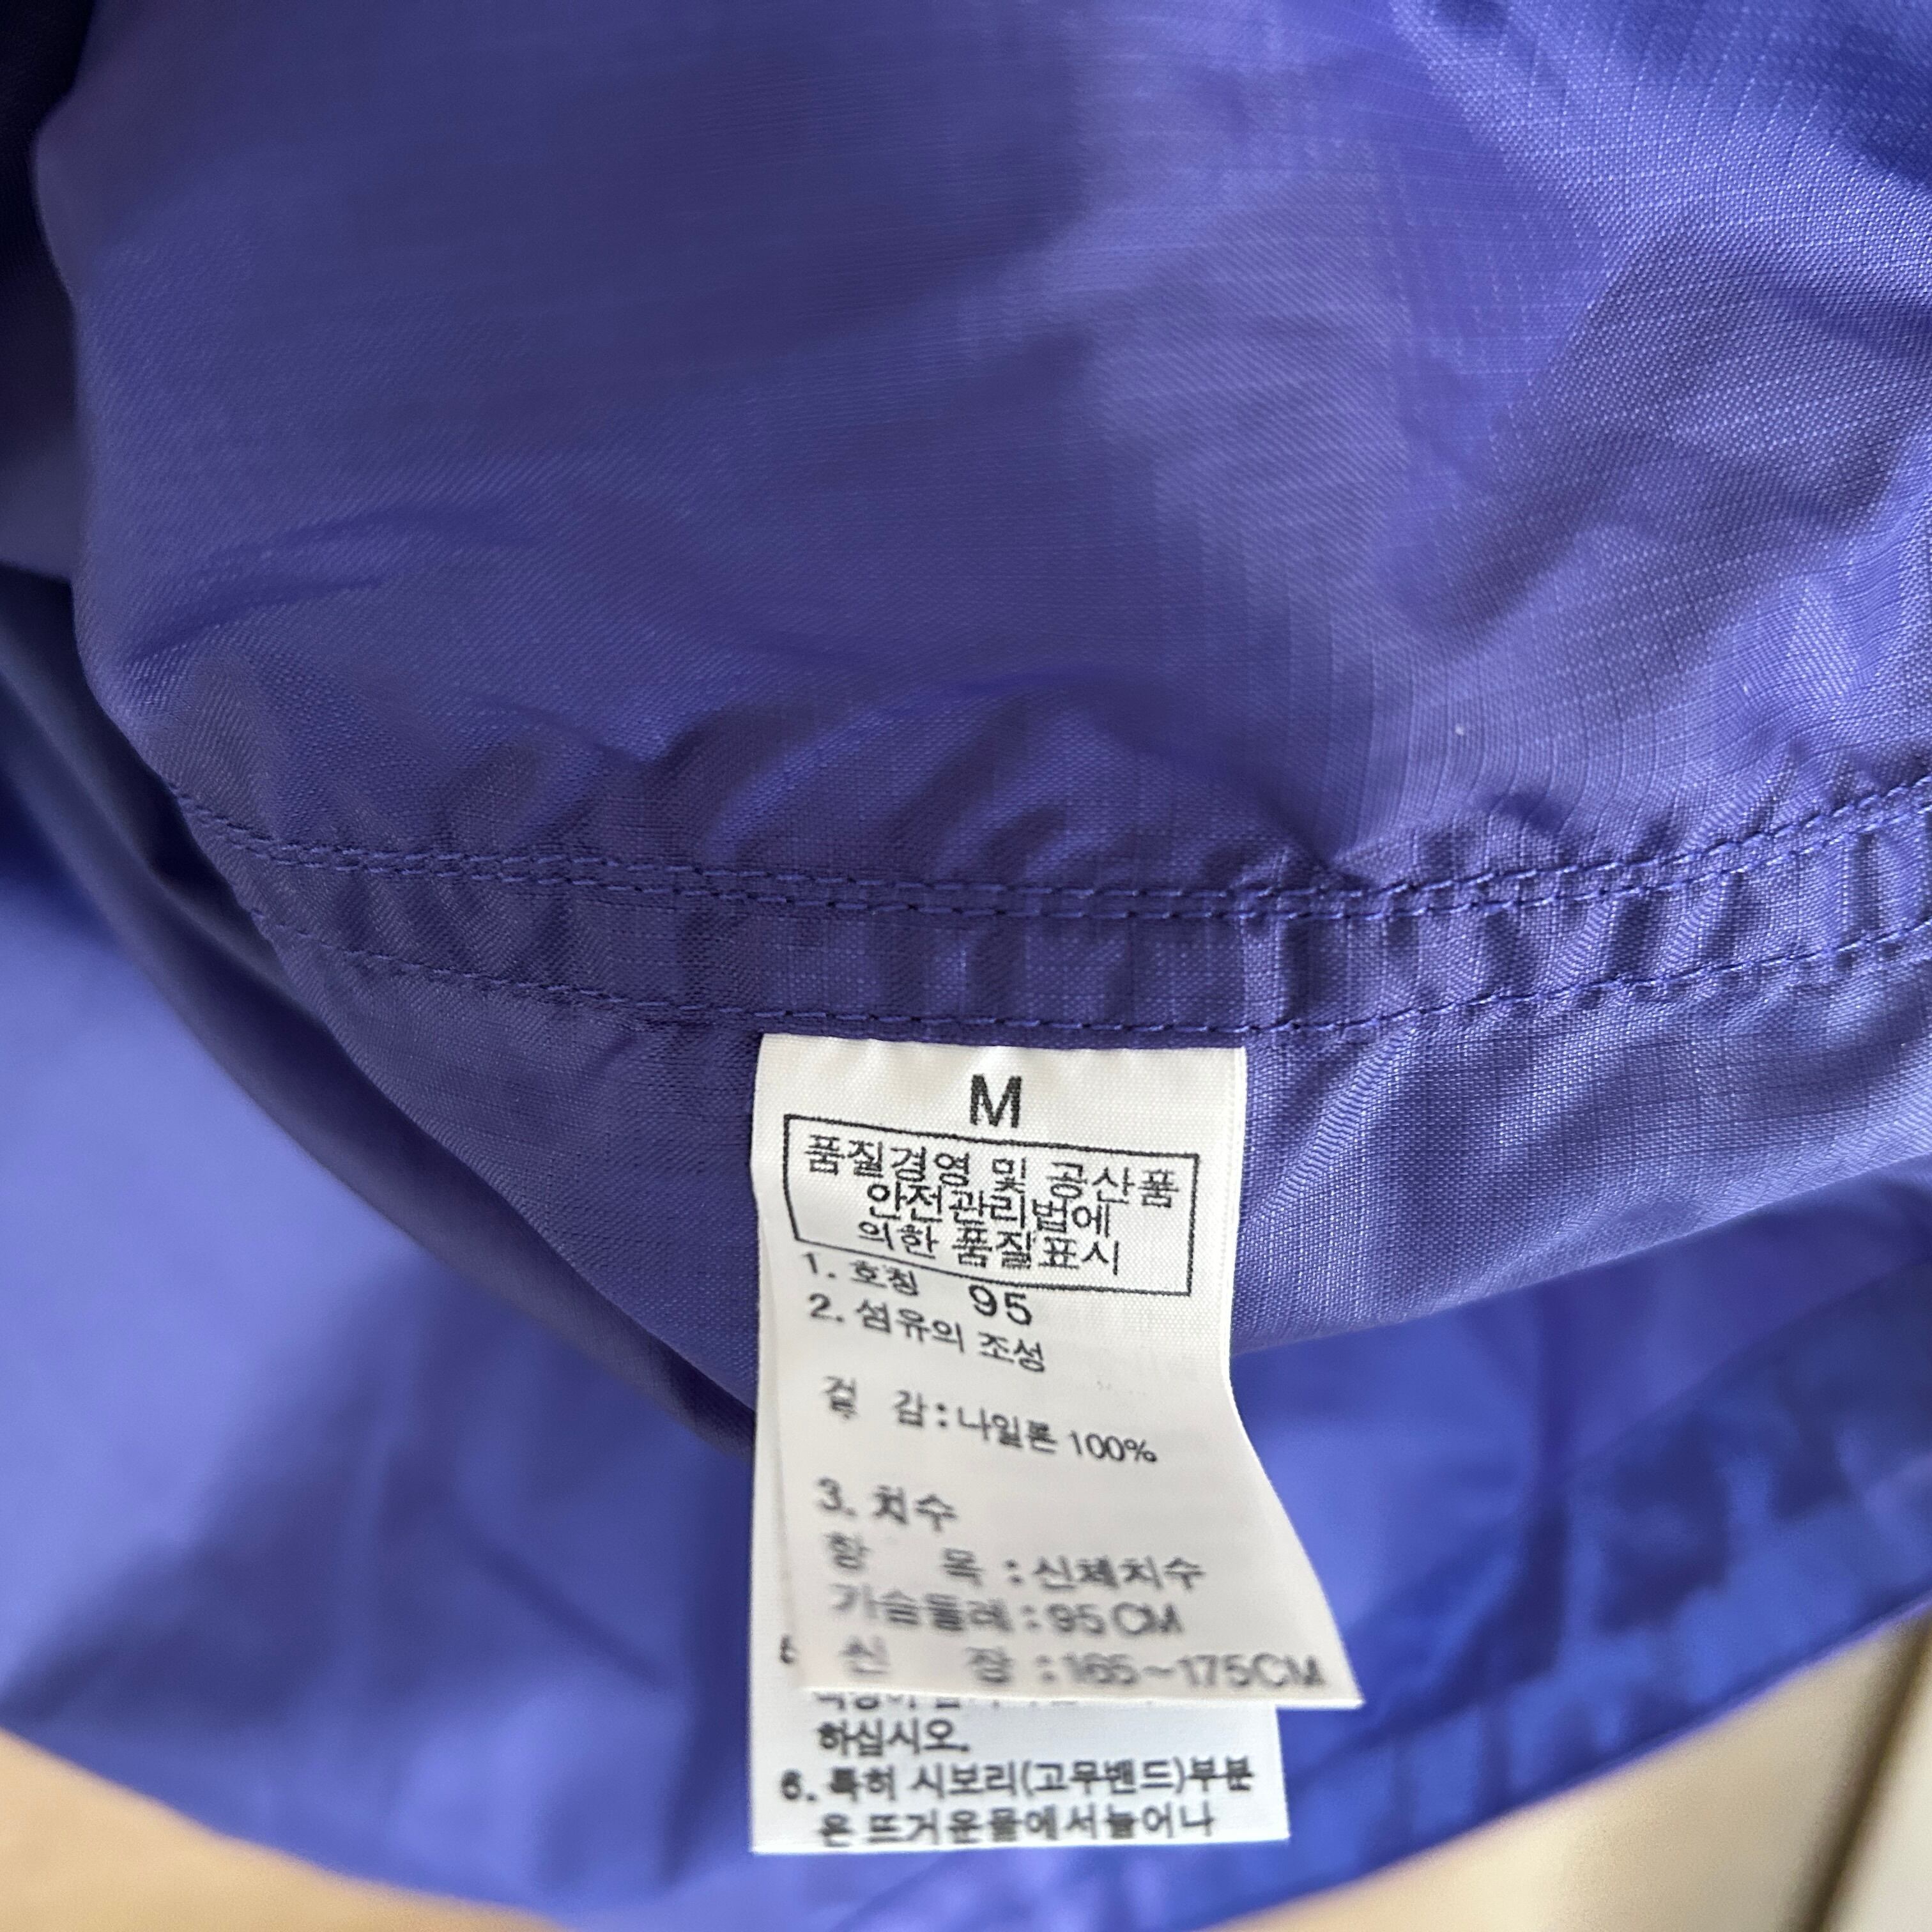 M
품질경영 및 공산품
안전관리법에
의한 품질표시
1. 호칭 95
2. 섬유의 조성
겉 감 : 나일론 100%
3. 치수
항 목 : 신체치수
가슴둘레 : 95CM
신 장 : 165~175CM
하십시오.
6. 특히 시보리(고무밴드)부분
은 뜨거운물에서늘어나